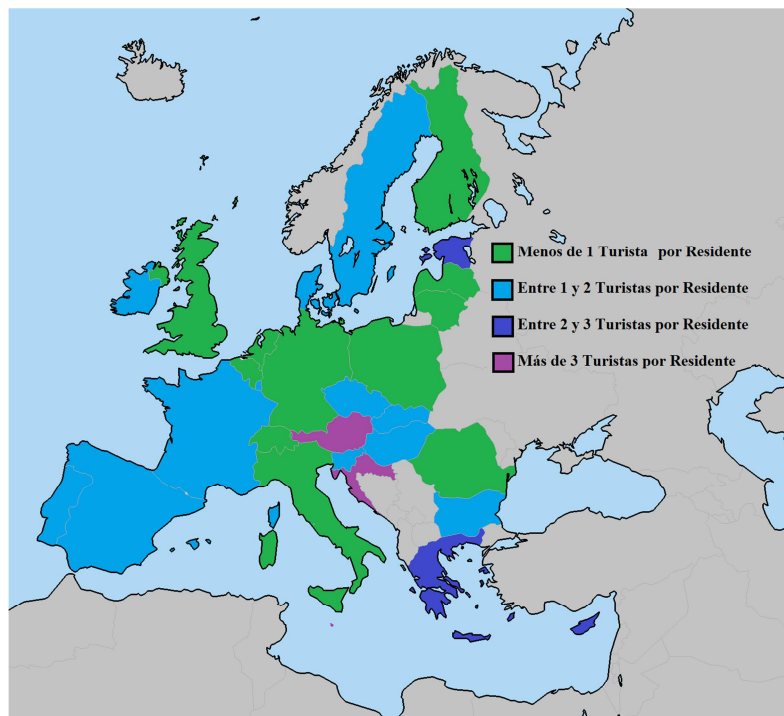 Menos de 1 Turista por Residente
Entre 1 y 2 Turistas por Residente
Entre 2 y 3 Turistas por Residente
Más de 3 Turistas por Residente